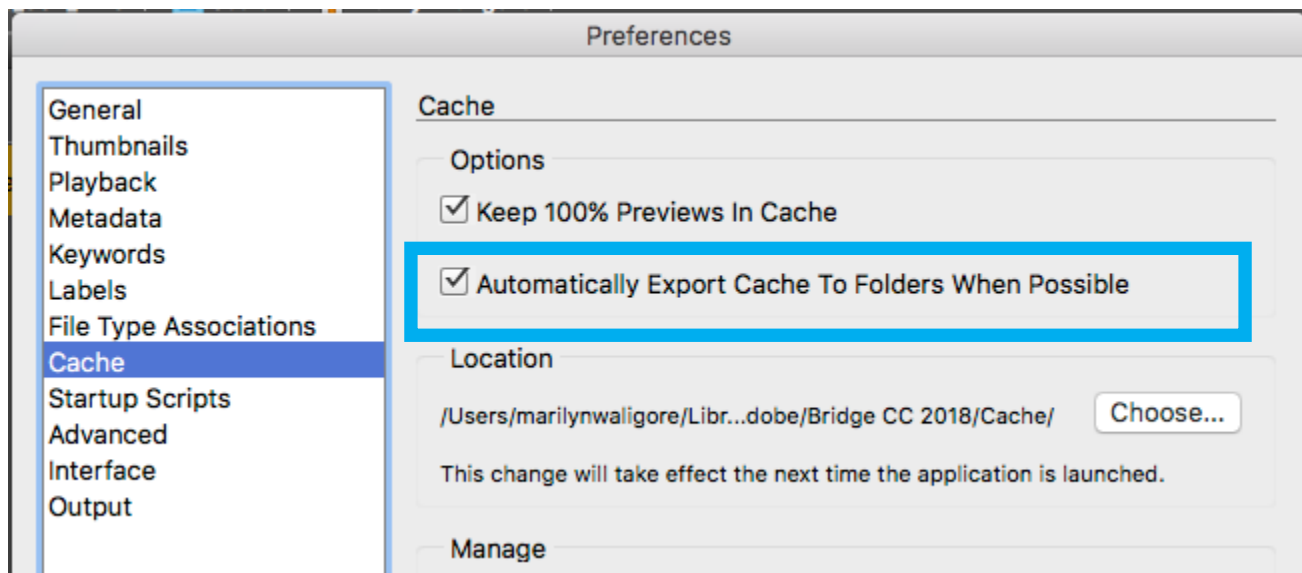 Preferences
General
Thumbnails
Playback
Metadata
Keywords
Labels
File Type Associations
Cache
Startup Scripts
Advanced
Interface
Output
Cache
Options
Keep 100% Previews In Cache
Automatically Export Cache To Folders When Possible
Location
/Users/marilynwaligore/Libr...dobe/Bridge CC 2018/Cache/
Choose...
This change will take effect the next time the application is launched.
Manage